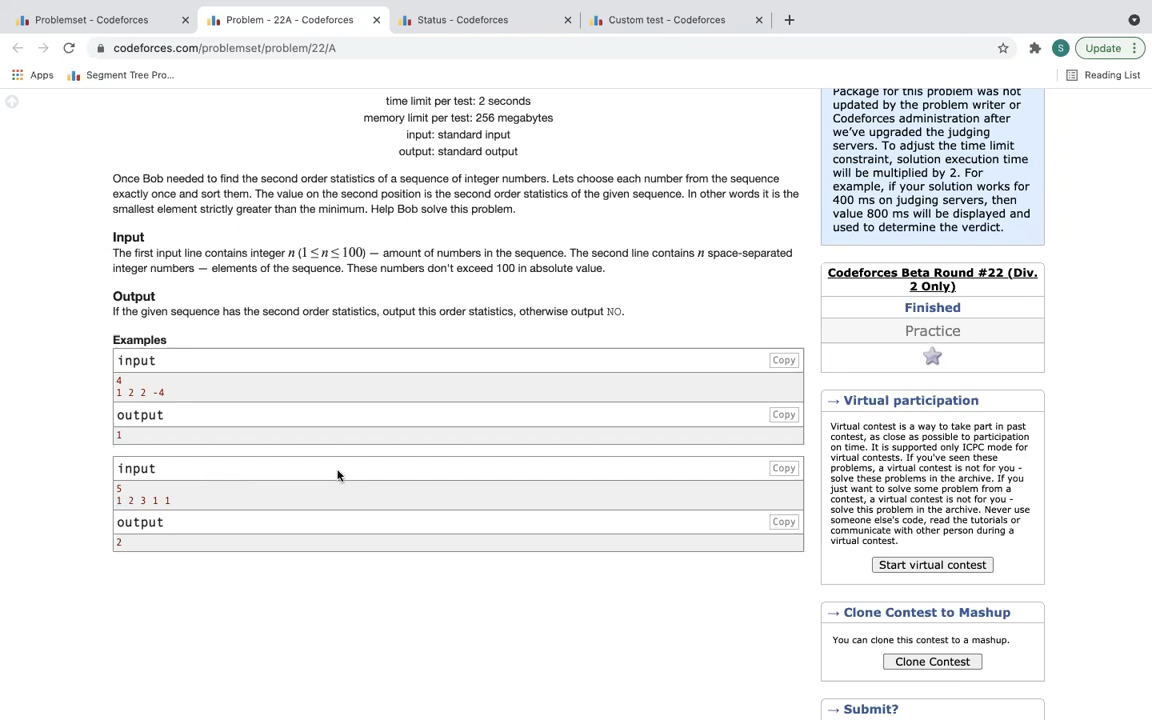 Problemset - Codeforces
Problem - 22A - Codeforces
Status - Codeforces
Custom test - Codeforces
codeforces.com/problemset/problem/22/A
S
Update
Apps
Segment Tree Pro...
Reading List
time limit per test: 2 seconds
memory limit per test: 256 megabytes
input: standard input
output: standard output
Once Bob needed to find the second order statistics of a sequence of integer numbers. Lets choose each number from the sequence
exactly once and sort them. The value on the second position is the second order statistics of the given sequence. In other words it is the
smallest element strictly greater than the minimum. Help Bob solve this problem.
Input
The first input line contains integer n (1 ≤ n ≤ 100) — amount of numbers in the sequence. The second line contains n space-separated
integer numbers — elements of the sequence. These numbers don't exceed 100 in absolute value.
Output
If the given sequence has the second order statistics, output this order statistics, otherwise output NO.
Examples
input
Copy
4
1 2 2 -4
output
Copy
1
input
Copy
5
1 2 3 1 1
output
Copy
2
Package for this problem was not
updated by the problem writer or
Codeforces administration after
we've upgraded the judging
servers. To adjust the time limit
constraint, solution execution time
will be multiplied by 2. For
example, if your solution works for
400 ms on judging servers, then
value 800 ms will be displayed and
used to determine the verdict.
Codeforces Beta Round #22 (Div.
2 Only)
Finished
Practice
→ Virtual participation
Virtual contest is a way to take part in past
contest, as close as possible to participation
on time. It is supported only ICPC mode for
virtual contests. If you've seen these
problems, a virtual contest is not for you -
solve these problems in the archive. If you
just want to solve some problem from a
contest, a virtual contest is not for you -
solve this problem in the archive. Never use
someone else's code, read the tutorials or
communicate with other person during a
virtual contest.
Start virtual contest
→ Clone Contest to Mashup
You can clone this contest to a mashup.
Clone Contest
→ Submit?